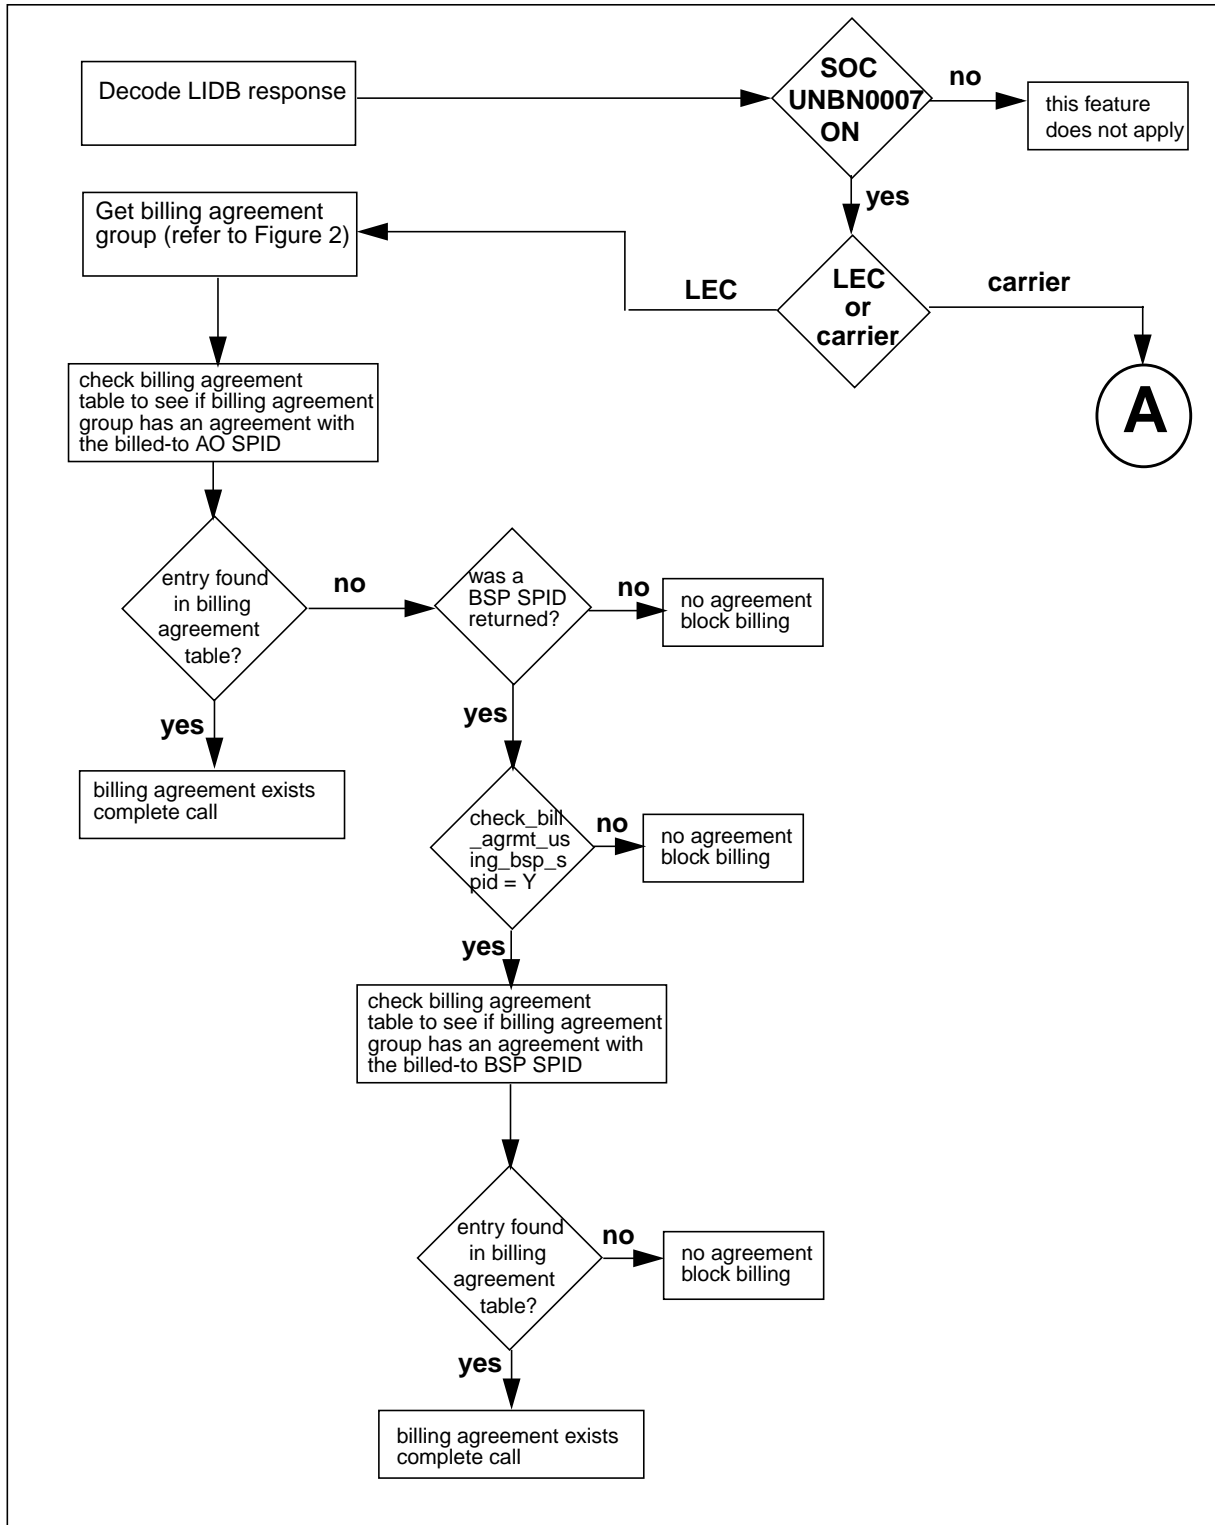 Decode LIDB response
SOC
UNBN0007
ON
no
this feature
does not apply
yes
Get billing agreement
group (refer to Figure 2)
LEC
LEC
or
carrier
carrier
A
check billing agreement
table to see if billing agreement
group has an agreement with
the billed-to AO SPID
entry found
in billing
agreement
table?
no
was a
BSP SPID
returned?
no
no agreement
block billing
yes
yes
billing agreement exists
complete call
check_bill
_agrmt_us
ing_bsp_s
pid = Y
no
no agreement
block billing
yes
check billing agreement
table to see if billing agreement
group has an agreement with
the billed-to BSP SPID
entry found
in billing
agreement
table?
no
no agreement
block billing
yes
billing agreement exists
complete call